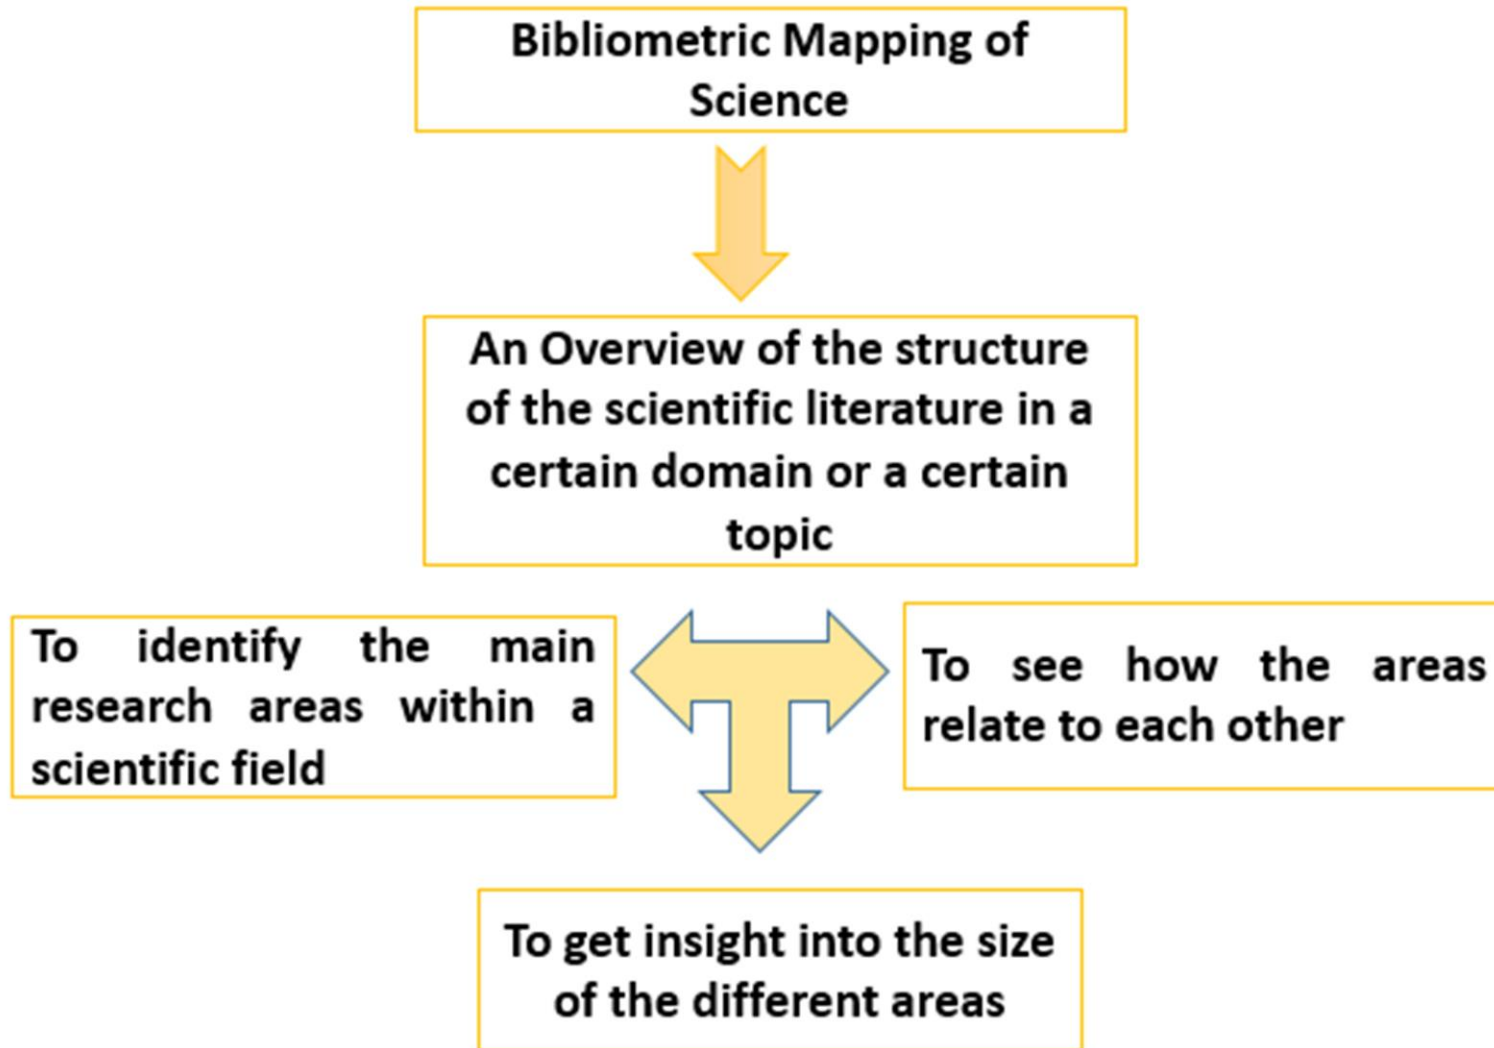 Bibliometric Mapping of
Science
An Overview of the structure
of the scientific literature in a
certain domain or a certain
topic
To identify the main
research areas within a
scientific field
To see how the areas
relate to each other
To get insight into the size
of the different areas